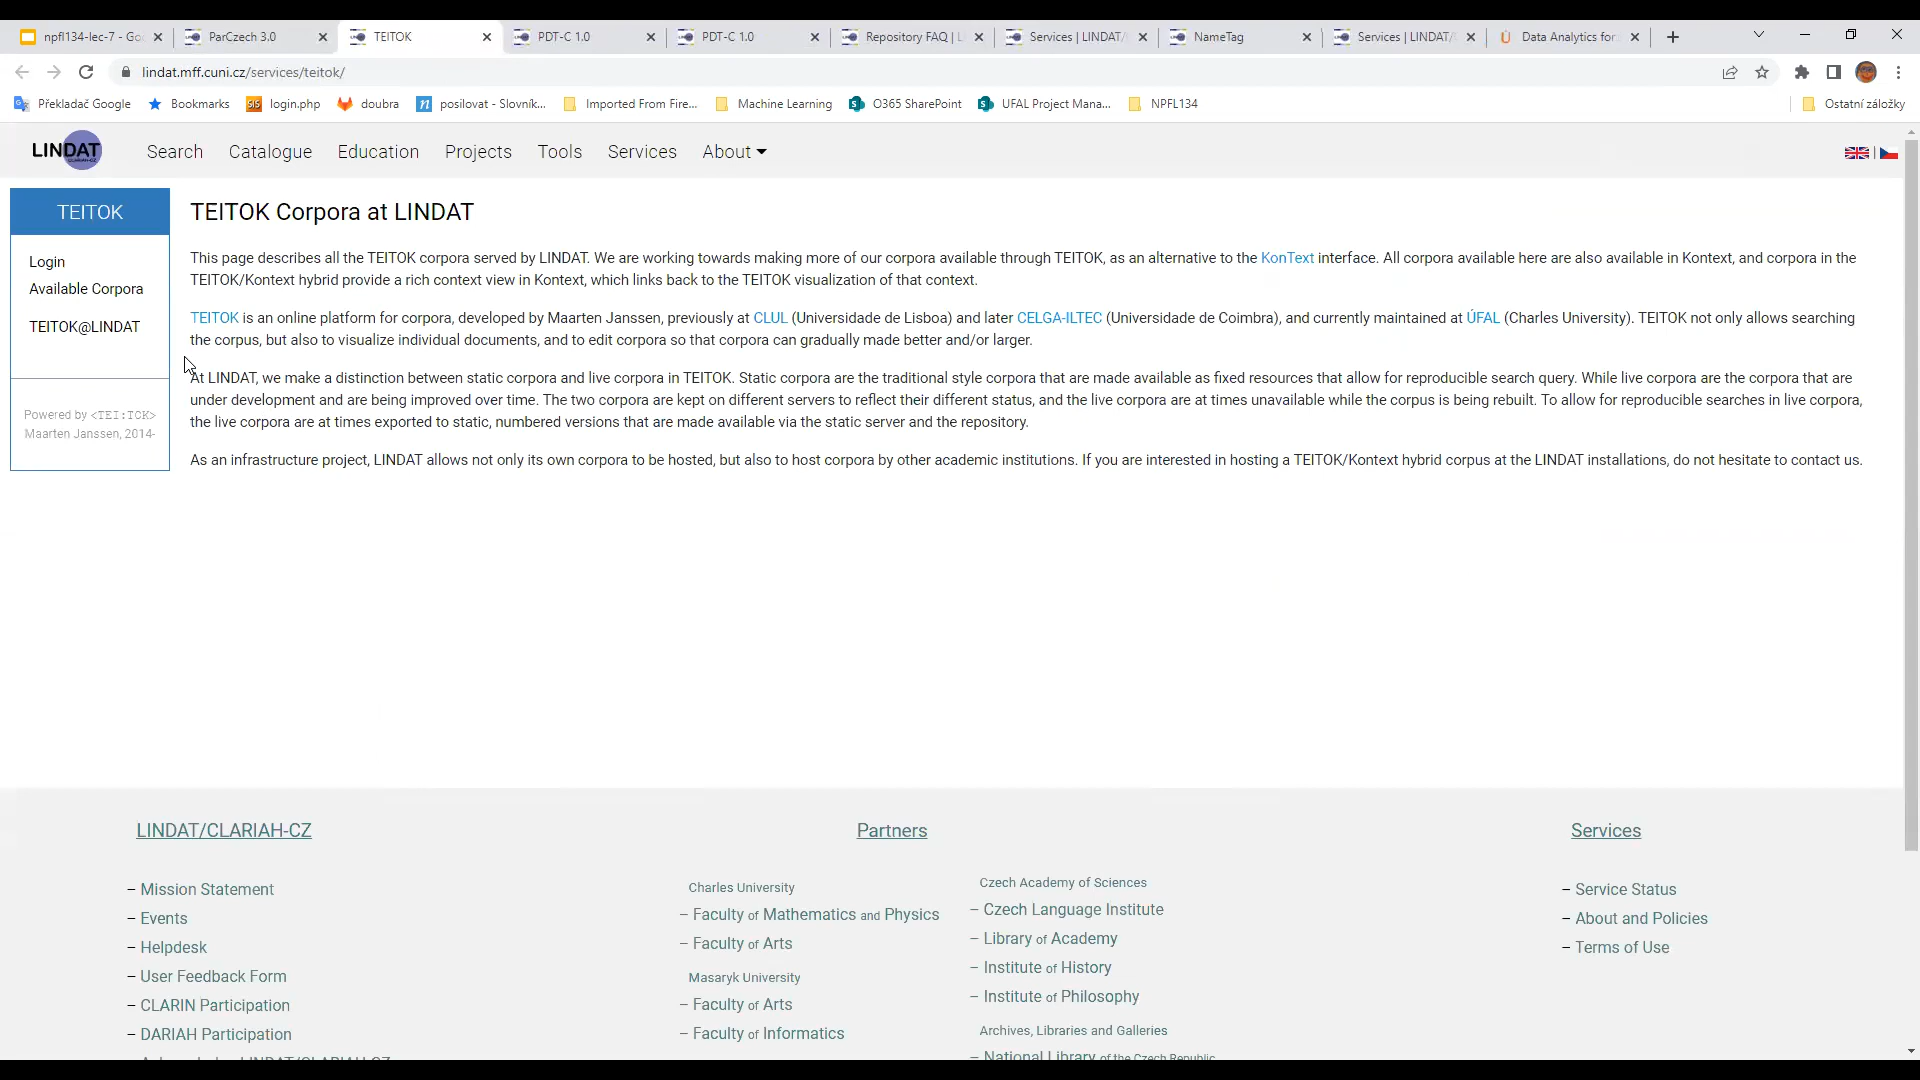 npfl134-lec-7 - Go
ParCzech 3.0
TEITOK
PDT-C 1.0
PDT-C 1.0
Repository FAQ | L
Services | LINDAT/
NameTag
Services | LINDAT/
Data Analytics for
lindat.mff.cuni.cz/services/teitok/
Překladač Google
Bookmarks
login.php
doubra
posilovat - Slovník...
Imported From Fire...
Machine Learning
O365 SharePoint
UFAL Project Mana...
NPFL134
Ostatní záložky
LINDAT
Search
Catalogue
Education
Projects
Tools
Services
About
TEITOK
Login
Available Corpora
TEITOK@LINDAT
Powered by <TEI:TOK>
Maarten Janssen, 2014-
TEITOK Corpora at LINDAT
This page describes all the TEITOK corpora served by LINDAT. We are working towards making more of our corpora available through TEITOK, as an alternative to the KonText interface. All corpora available here are also available in Kontext, and corpora in the
TEITOK/Kontext hybrid provide a rich context view in Kontext, which links back to the TEITOK visualization of that context.
TEITOK is an online platform for corpora, developed by Maarten Janssen, previously at CLUL (Universidade de Lisboa) and later CELGA-ILTEC (Universidade de Coimbra), and currently maintained at ÚFAL (Charles University). TEITOK not only allows searching
the corpus, but also to visualize individual documents, and to edit corpora so that corpora can gradually made better and/or larger.
At LINDAT, we make a distinction between static corpora and live corpora in TEITOK. Static corpora are the traditional style corpora that are made available as fixed resources that allow for reproducible search query. While live corpora are the corpora that are
under development and are being improved over time. The two corpora are kept on different servers to reflect their different status, and the live corpora are at times unavailable while the corpus is being rebuilt. To allow for reproducible searches in live corpora,
the live corpora are at times exported to static, numbered versions that are made available via the static server and the repository.
As an infrastructure project, LINDAT allows not only its own corpora to be hosted, but also to host corpora by other academic institutions. If you are interested in hosting a TEITOK/Kontext hybrid corpus at the LINDAT installations, do not hesitate to contact us.
LINDAT/CLARIAH-CZ
– Mission Statement
– Events
– Helpdesk
– User Feedback Form
– CLARIN Participation
– DARIAH Participation
Partners
Charles University
– Faculty of Mathematics and Physics
– Faculty of Arts
Masaryk University
– Faculty of Arts
– Faculty of Informatics
Czech Academy of Sciences
– Czech Language Institute
– Library of Academy
– Institute of History
– Institute of Philosophy
Archives, Libraries and Galleries
– National Library of the Czech Republic
Services
– Service Status
– About and Policies
– Terms of Use